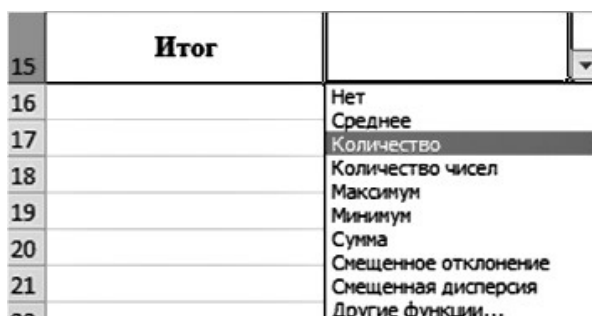 15 Итог
16 Нет
Среднее
17 Количество
18 Количество чисел
Максимум
19 Минимум
20 Сумма
Смещенное отклонение
21 Смещенная дисперсия
Другие функции...